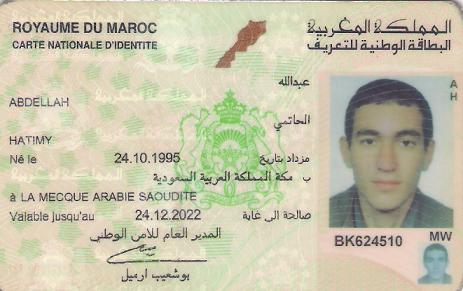 ROYAUME DU MAROC
المملكة المغربية
CARTE NATIONALE D'IDENTITE
البطاقة الوطنية للتعريف
عبدالله
ABDELLAH
الحاتمي
HATIMY
Né le 24.10.1995 مزداد بتاريخ
ب مكة المملكة العربية السعودية
à LA MECQUE ARABIE SAOUDITE
Valable jusqu'au 24.12.2022 صالحة الى غاية
المدير العام للأمن الوطني
بوشعيب ارميل
A
H
BK624510
MW